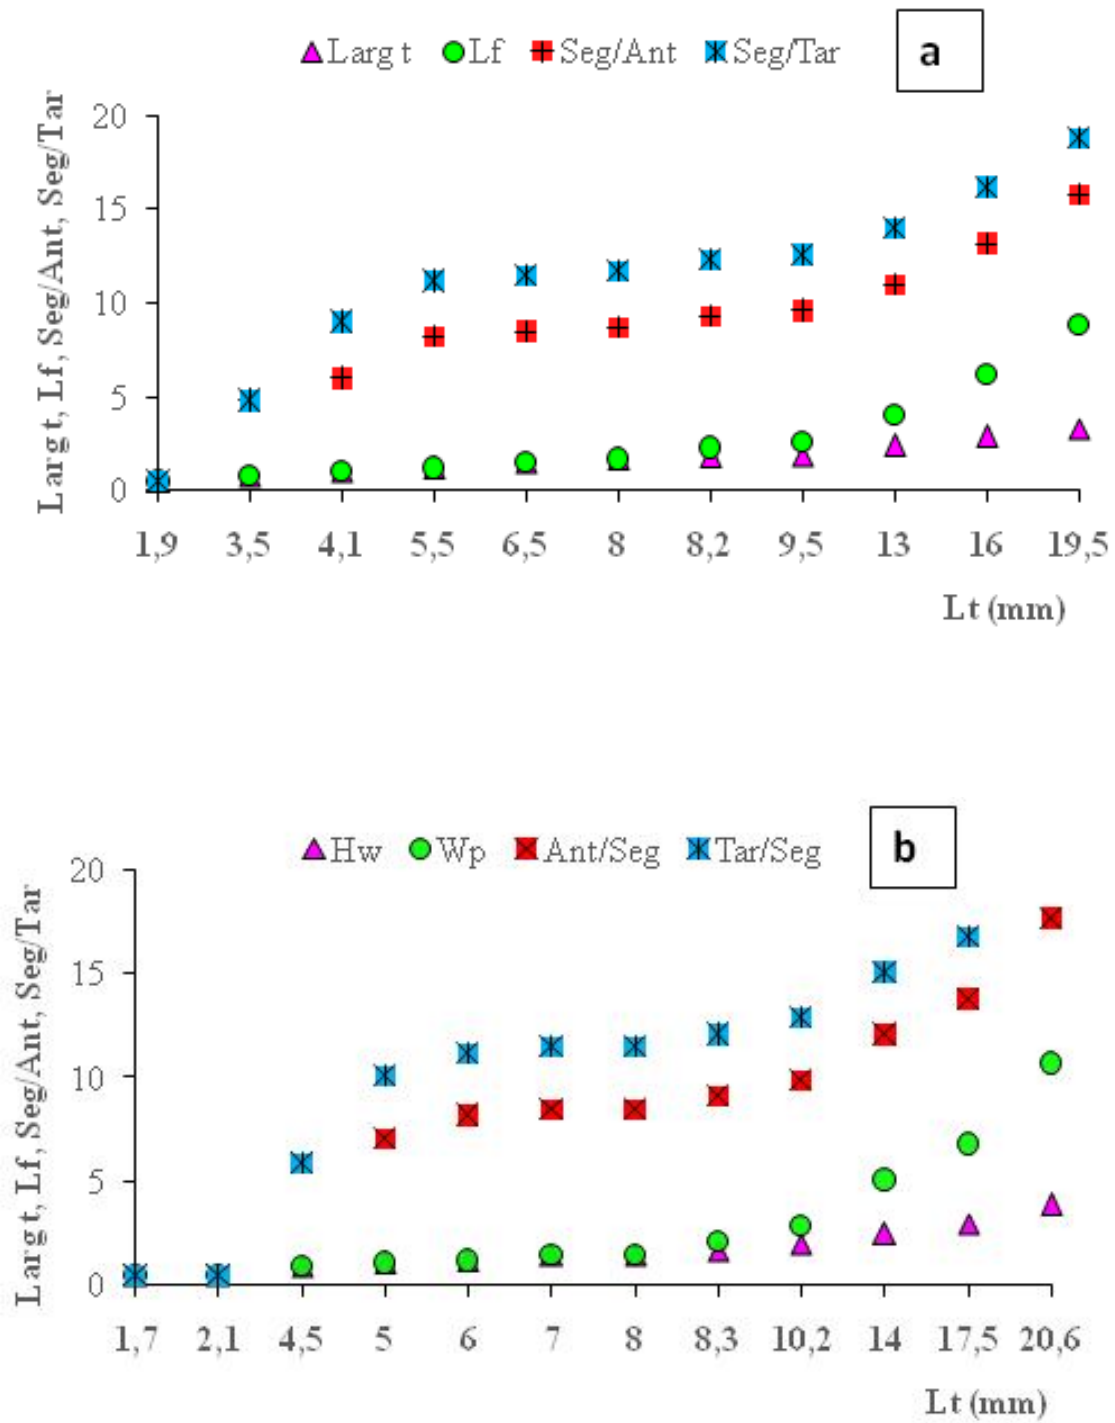 Larg t Lf Seg/Ant Seg/Tar
a
Larg t, Lf, Seg/Ant, Seg/Tar
20
15
10
5
0
1,9 3,5 4,1 5,5 6,5 8 8,2 9,5 13 16 19,5
Lt (mm)
Hw Wp Ant/Seg Tar/Seg
b
Larg t, Lf, Seg/Ant, Seg/Tar
20
15
10
5
0
1,7 2,1 4,5 5 6 7 8 8,3 10,2 14 17,5 20,6
Lt (mm)